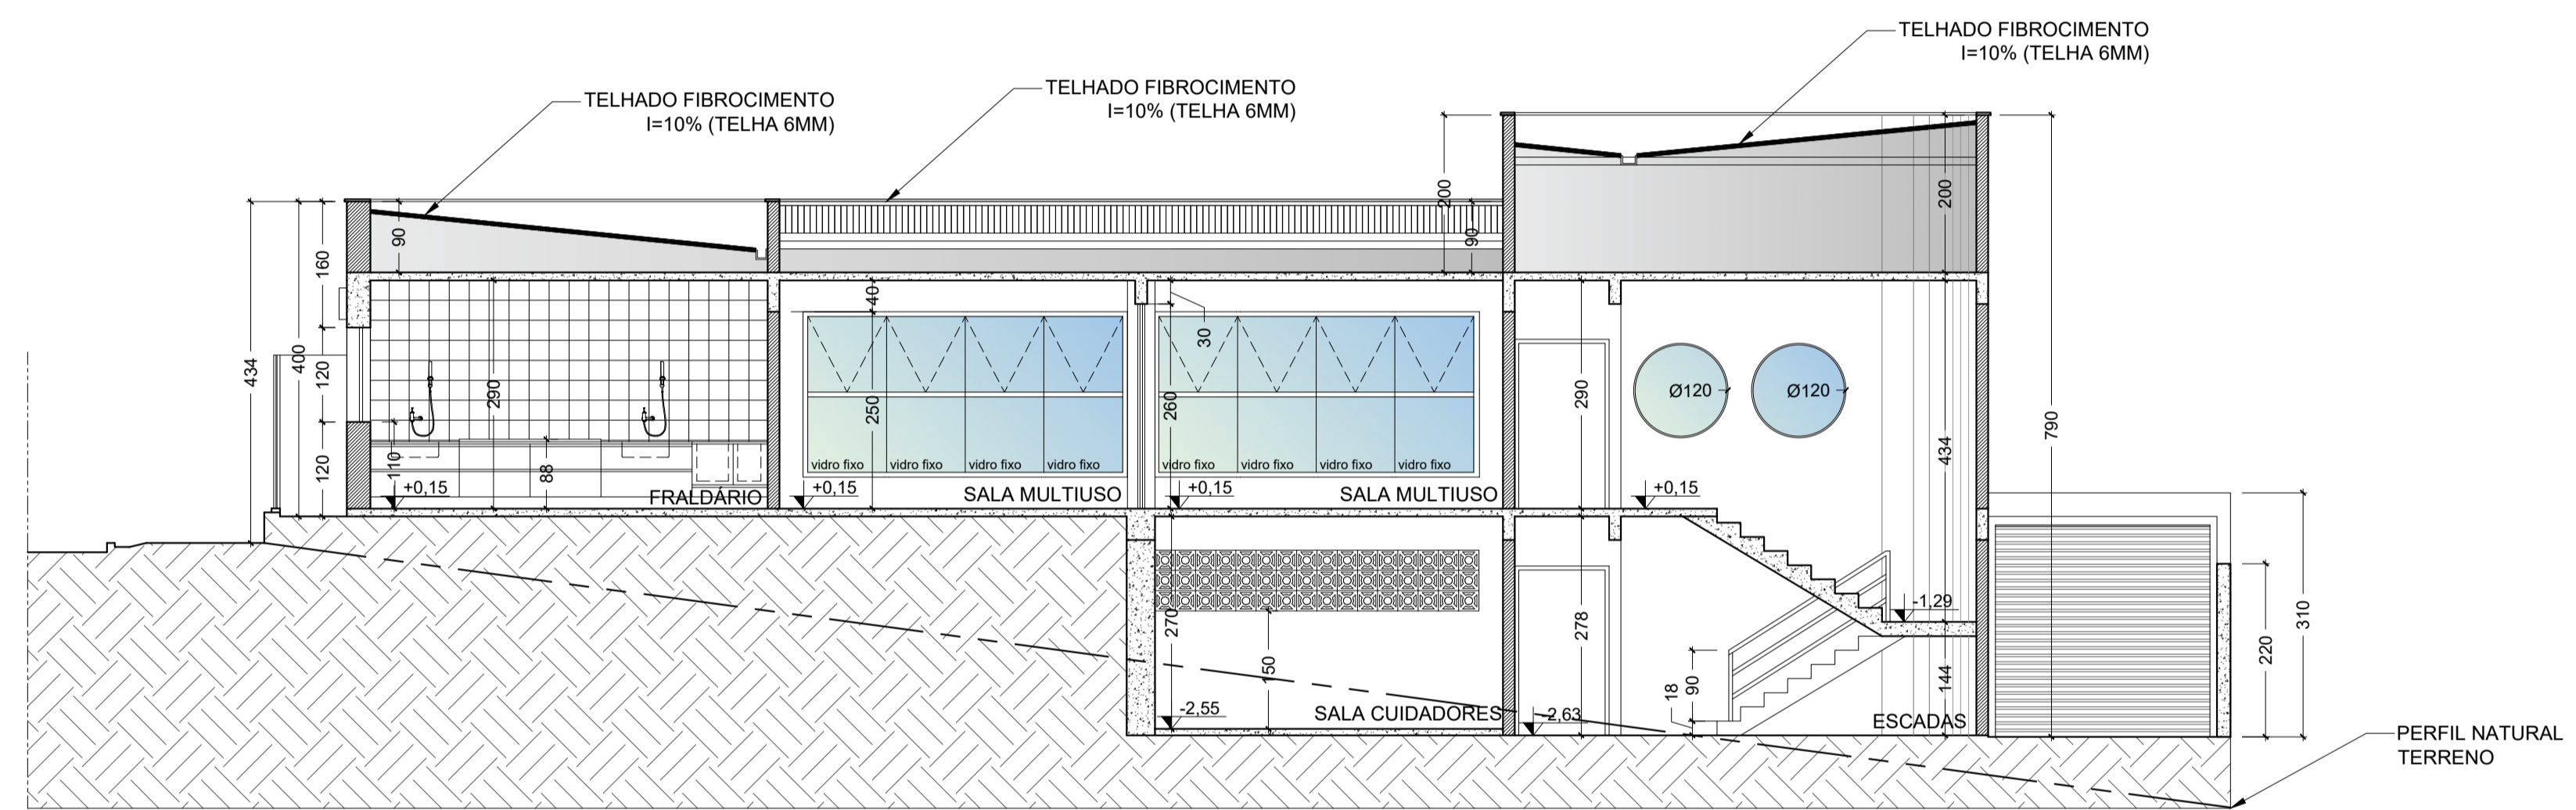 TELHADO FIBROCIMENTO
I=10% (TELHA 6MM)
TELHADO FIBROCIMENTO
I=10% (TELHA 6MM)
TELHADO FIBROCIMENTO
I=10% (TELHA 6MM)
434
400
160
120
120
90
290
110
88
+0,15
FRALDÁRIO
40
250
vidro fixo
vidro fixo
vidro fixo
vidro fixo
+0,15
SALA MULTIUSO
30
260
vidro fixo
vidro fixo
vidro fixo
vidro fixo
+0,15
SALA MULTIUSO
200
90
200
290
Ø120
Ø120
434
790
+0,15
270
150
-2,55
SALA CUIDADORES
278
-2,63
18
90
-1,29
144
ESCADAS
220
310
PERFIL NATURAL
TERRENO